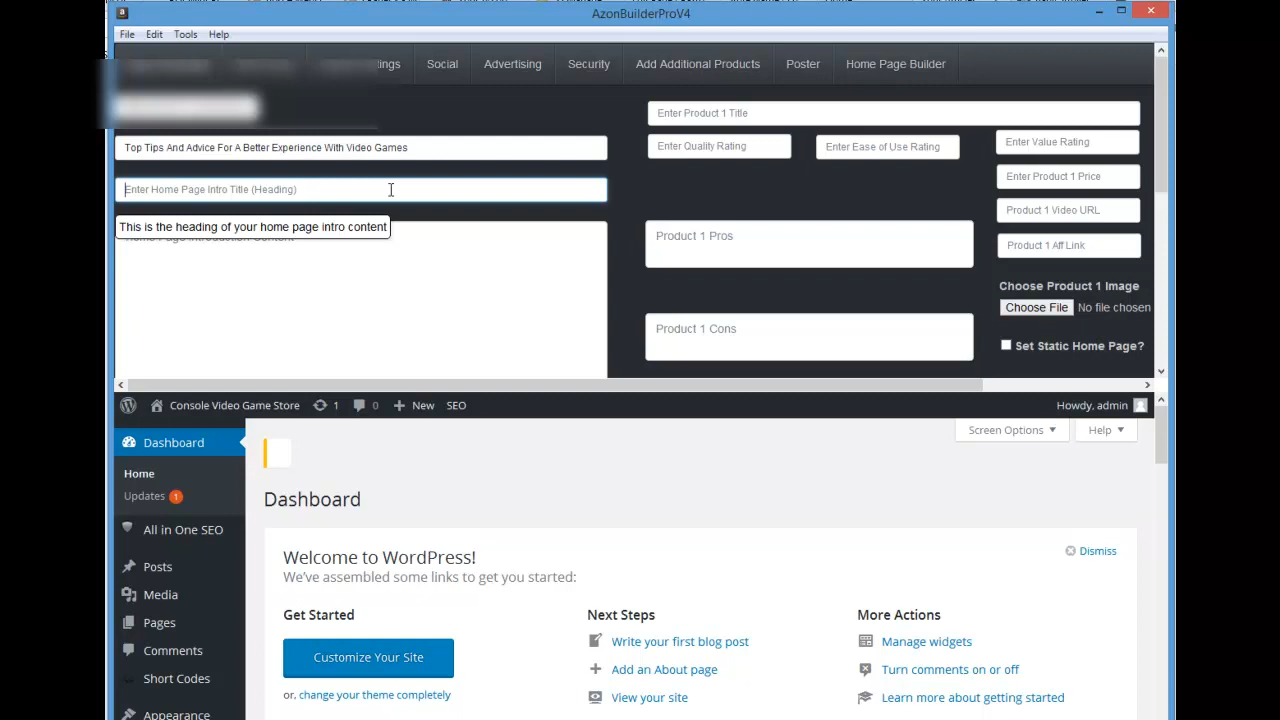 AzonBuilderProV4
File Edit Tools Help
Social Advertising Security Add Additional Products Poster Home Page Builder
Top Tips And Advice For A Better Experience With Video Games
Enter Home Page Intro Title (Heading)
This is the heading of your home page intro content
Home Page Introduction Content
Enter Product 1 Title
Enter Quality Rating
Enter Ease of Use Rating
Enter Value Rating
Enter Product 1 Price
Product 1 Video URL
Product 1 Aff Link
Product 1 Pros
Product 1 Cons
Choose Product 1 Image
Choose File No file chosen
Set Static Home Page?
Console Video Game Store 1 0 New SEO
Howdy, admin
Dashboard
Home
Updates 1
All in One SEO
Posts
Media
Pages
Comments
Short Codes
Appearance
Screen Options Help
Dashboard
Welcome to WordPress!
Dismiss
We've assembled some links to get you started:
Get Started
Customize Your Site
or, change your theme completely
Next Steps
Write your first blog post
Add an About page
View your site
More Actions
Manage widgets
Turn comments on or off
Learn more about getting started